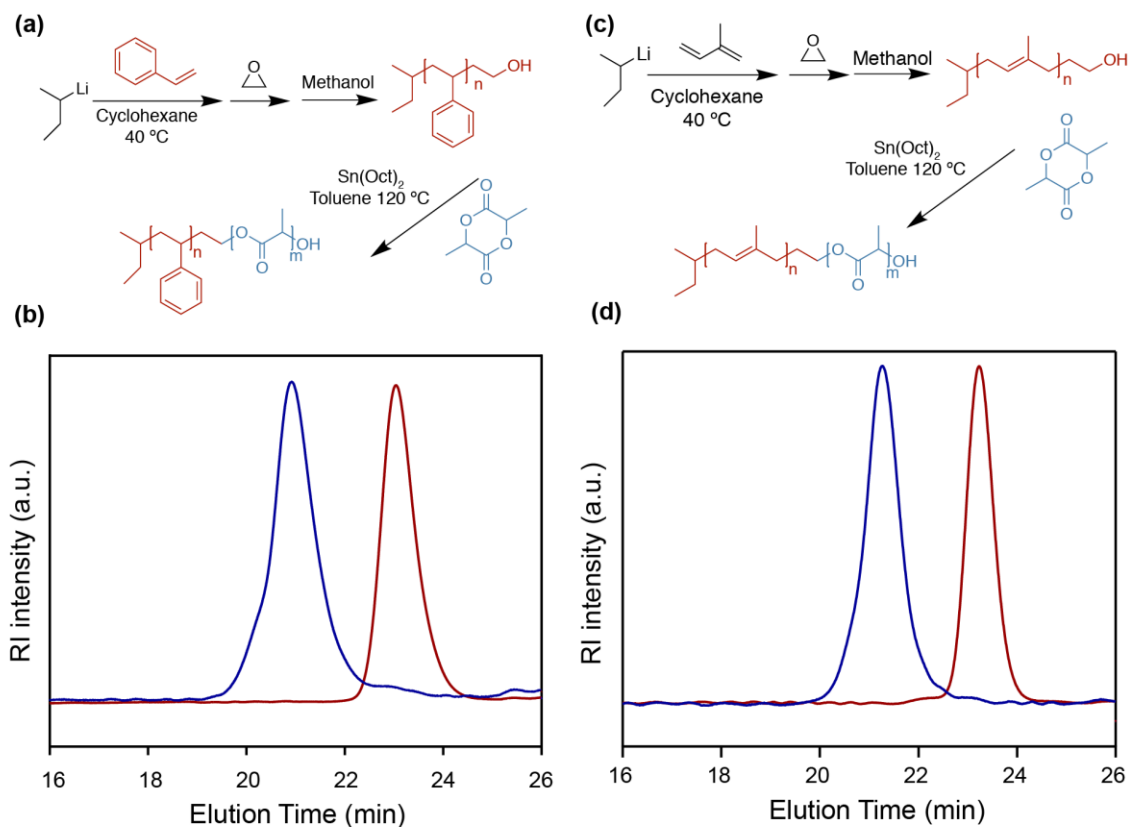 (a)
Li
Cyclohexane
40 ºC
O
Methanol
n
OH
Sn(Oct)2
Toluene 120 ºC
O
O
O
O
n
O
O
m
OH
(b)
RI intensity (a.u.)
16 18 20 22 24 26
Elution Time (min)
(c)
Li
Cyclohexane
40 ºC
O
Methanol
n
OH
Sn(Oct)2
Toluene 120 ºC
O
O
O
O
n
O
O
m
OH
(d)
RI intensity (a.u.)
16 18 20 22 24 26
Elution Time (min)